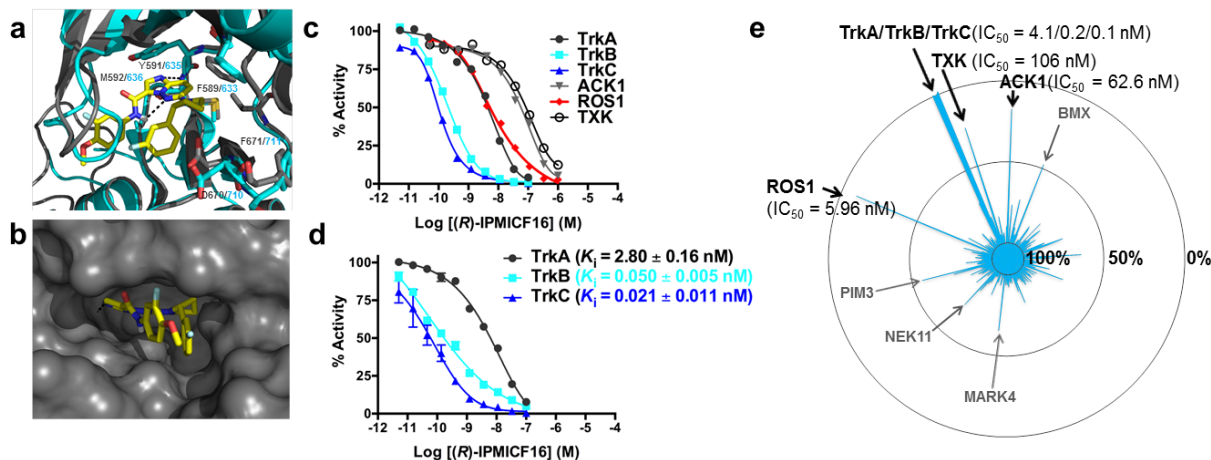 a
Y591/635
M592/636
F589/633
F671/711
D670/710
b
c
100
75
50
25
0
% Activity
-12 -11 -10 -9 -8 -7 -6 -5 -4
Log [(R)-IPMICF16] (M)
TrkA
TrkB
TrkC
ACK1
ROS1
TXK
d
100
75
50
25
0
% Activity
-12 -11 -10 -9 -8 -7 -6 -5 -4
Log [(R)-IPMICF16] (M)
TrkA (Ki = 2.80 ± 0.16 nM)
TrkB (Ki = 0.050 ± 0.005 nM)
TrkC (Ki = 0.021 ± 0.011 nM)
e
TrkA/TrkB/TrkC(IC50 = 4.1/0.2/0.1 nM)
TXK (IC50 = 106 nM)
ACK1(IC50 = 62.6 nM)
BMX
ROS1
(IC50 = 5.96 nM)
100% 50% 0%
PIM3
NEK11
MARK4